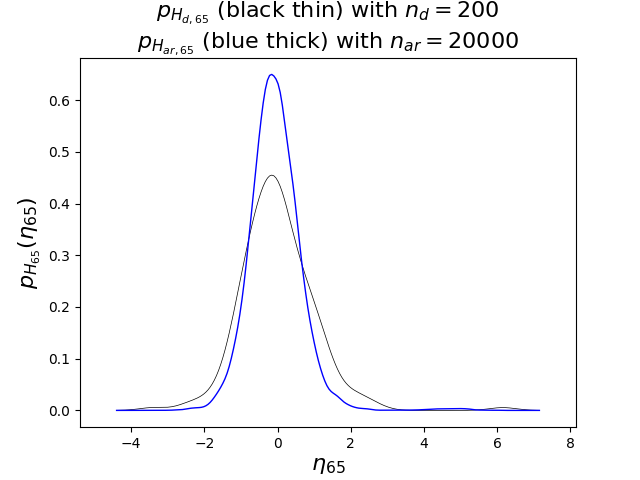 $p_{H_{d,65}}$ (black thin) with $n_d = 200$
$p_{H_{ar,65}}$ (blue thick) with $n_{ar} = 20000$
$p_{H_{65}}(\eta_{65})$
0.6
0.5
0.4
0.3
0.2
0.1
0.0
−4 −2 0 2 4 6 8
$\eta_{65}$